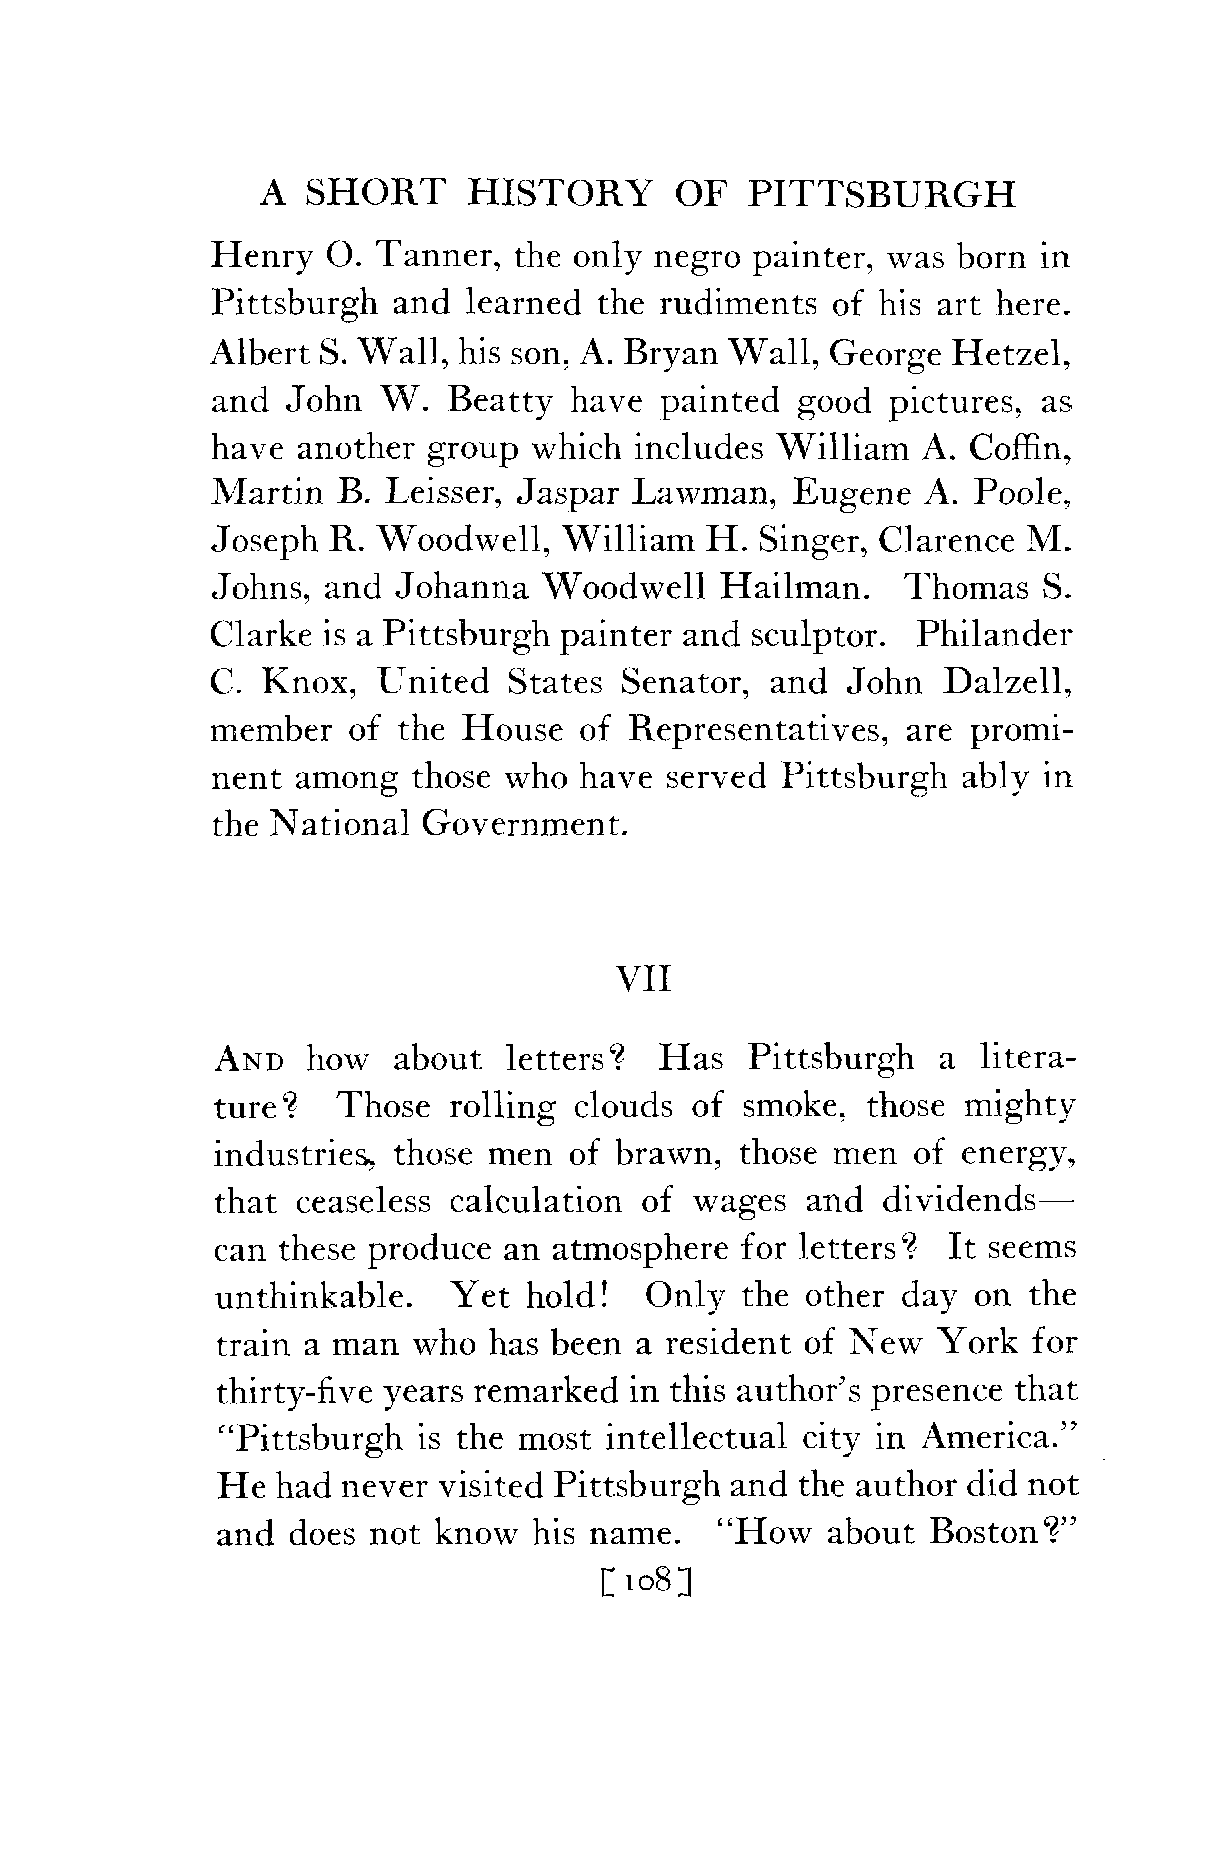 A SHORT HISTORY OF PITTSBURGH
Henry O. Tanner, the only negro painter, was born in
Pittsburgh and learned the rudiments of his art here.
Albert S. Wall, his son, A. Bryan Wall, George Hetzel,
and John W. Beatty have painted good pictures, as
have another group which includes William A. Coffin,
Martin B. Leisser, Jaspar Lawman, Eugene A. Poole,
Joseph R. Woodwell, William H. Singer, Clarence M.
Johns, and Johanna Woodwell Hailman. Thomas S.
Clarke is a Pittsburgh painter and sculptor. Philander
C. Knox, United States Senator, and John Dalzell,
member of the House of Representatives, are promi-
nent among those who have served Pittsburgh ably in
the National Government.
VII
And how about letters? Has Pittsburgh a litera-
ture? Those rolling clouds of smoke, those mighty
industries, those men of brawn, those men of energy,
that ceaseless calculation of wages and dividends—
can these produce an atmosphere for letters? It seems
unthinkable. Yet hold! Only the other day on the
train a man who has been a resident of New York for
thirty-five years remarked in this author's presence that
"Pittsburgh is the most intellectual city in America."
He had never visited Pittsburgh and the author did not
and does not know his name. "How about Boston?"
[108]